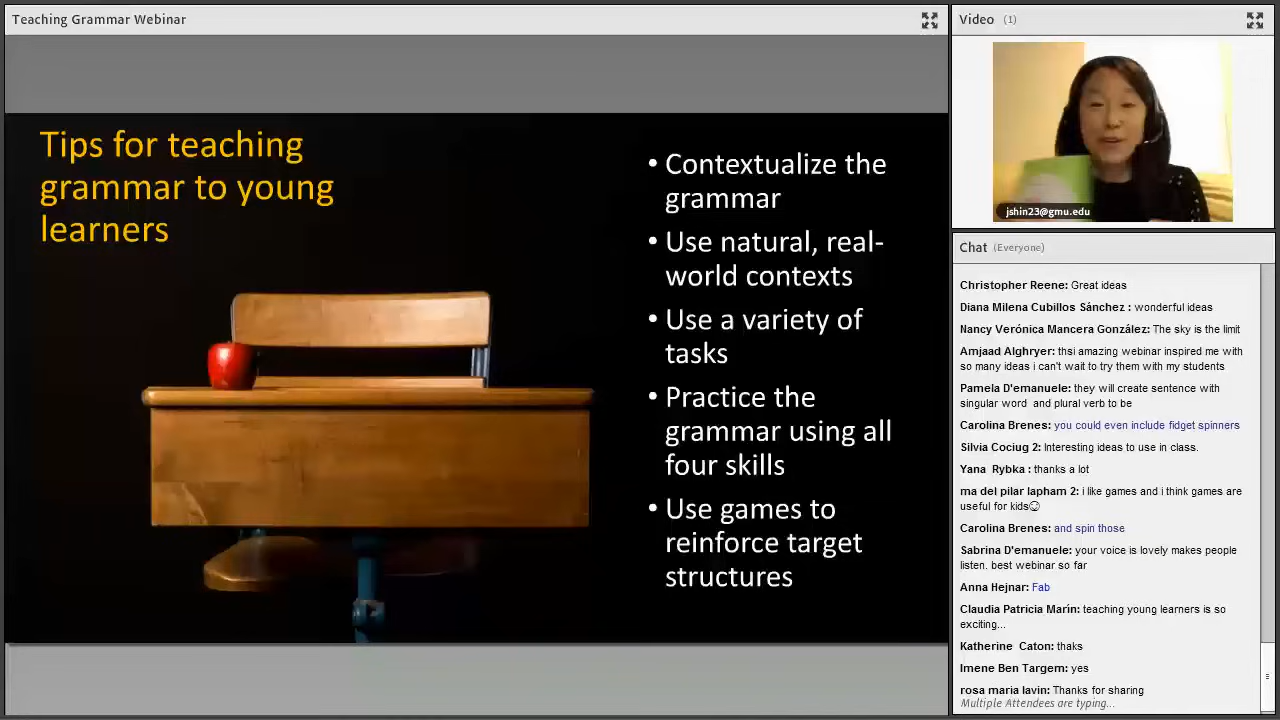 Teaching Grammar Webinar
Tips for teaching
grammar to young
learners
• Contextualize the
grammar
• Use natural, real-
world contexts
• Use a variety of
tasks
• Practice the
grammar using all
four skills
• Use games to
reinforce target
structures
Video (1)
jshin23@gmu.edu
Chat (Everyone)
Christopher Reene: Great ideas
Diana Milena Cubillos Sánchez : wonderful ideas
Nancy Verónica Mancera González: The sky is the limit
Amjaad Alghryer: thsi amazing webinar inspired me with
so many ideas i can't wait to try them with my students
Pamela D'emanuele: they will create sentence with
singular word and plural verb to be
Carolina Brenes: you could even include fidget spinners
Silvia Cociug 2: Interesting ideas to use in class.
Yana Rybka : thanks a lot
ma del pilar lapham 2: i like games and i think games are
useful for kids☺
Carolina Brenes: and spin those
Sabrina D'emanuele: your voice is lovely makes people
listen. best webinar so far
Anna Hejnar: Fab
Claudia Patricia Marín: teaching young learners is so
exciting...
Katherine Caton: thaks
Imene Ben Targem: yes
rosa maria lavin: Thanks for sharing
Multiple Attendees are typing...